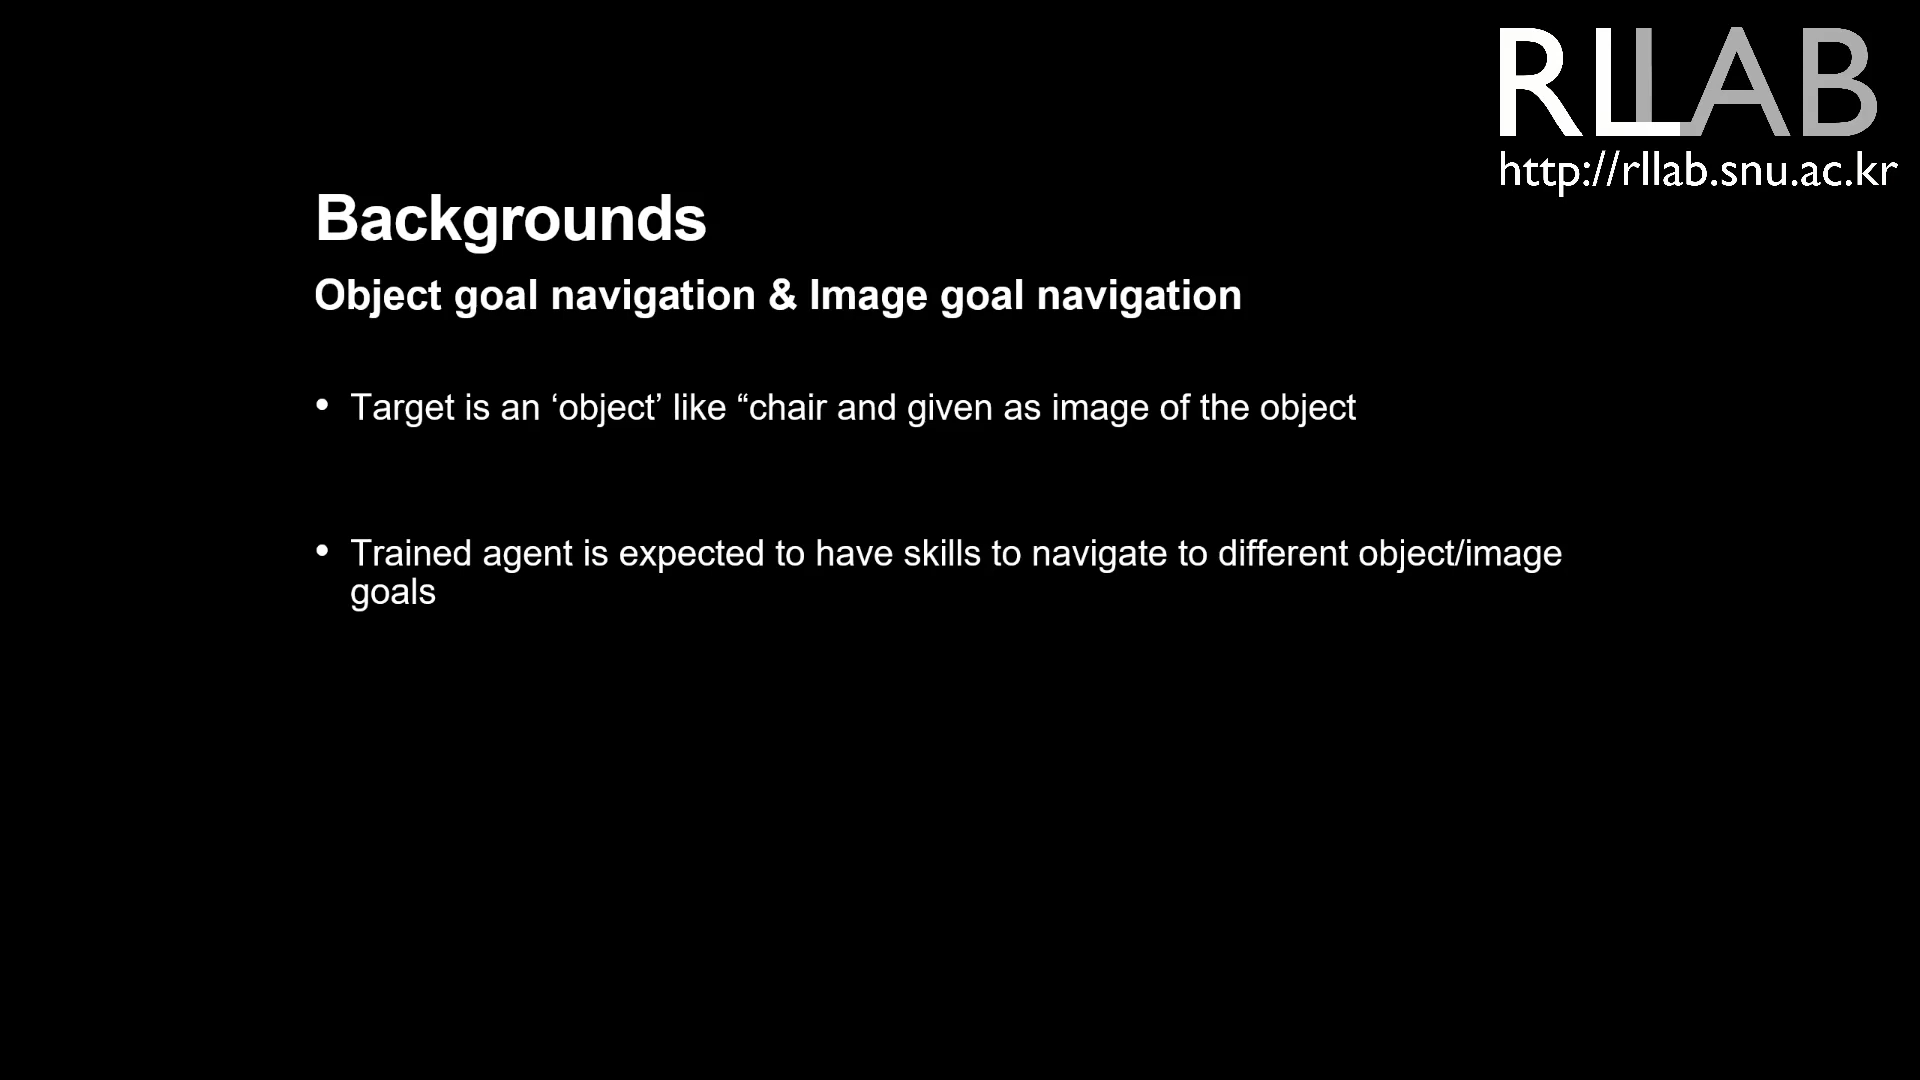 RLLAB
http://rllab.snu.ac.kr
Backgrounds
Object goal navigation & Image goal navigation
• Target is an ‘object’ like “chair and given as image of the object
• Trained agent is expected to have skills to navigate to different object/image
goals